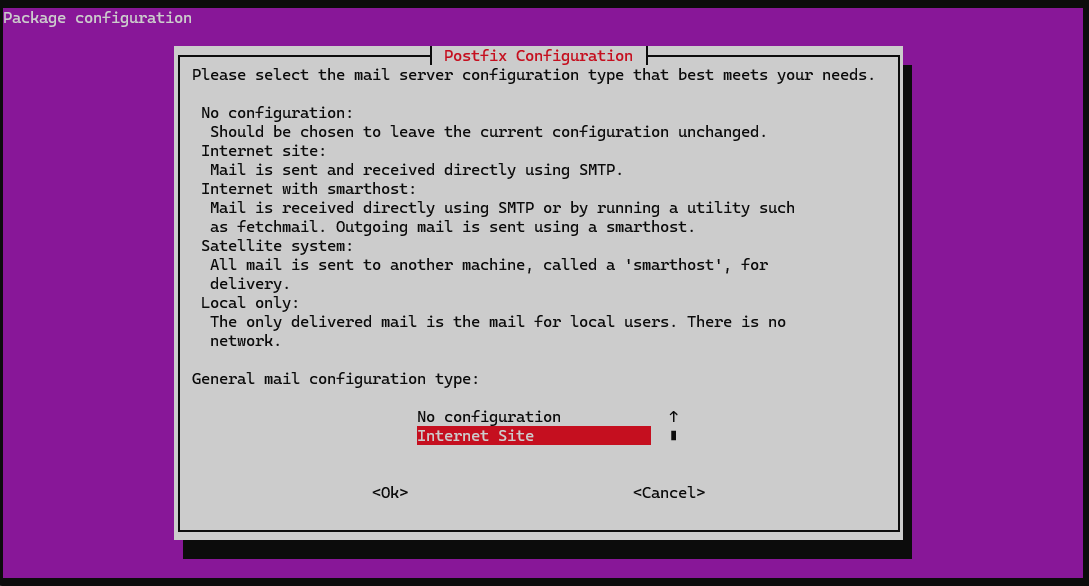 Package configuration
Postfix Configuration
Please select the mail server configuration type that best meets your needs.
No configuration:
Should be chosen to leave the current configuration unchanged.
Internet site:
Mail is sent and received directly using SMTP.
Internet with smarthost:
Mail is received directly using SMTP or by running a utility such
as fetchmail. Outgoing mail is sent using a smarthost.
Satellite system:
All mail is sent to another machine, called a 'smarthost', for
delivery.
Local only:
The only delivered mail is the mail for local users. There is no
network.
General mail configuration type:
No configuration ↑
Internet Site
<Ok> <Cancel>